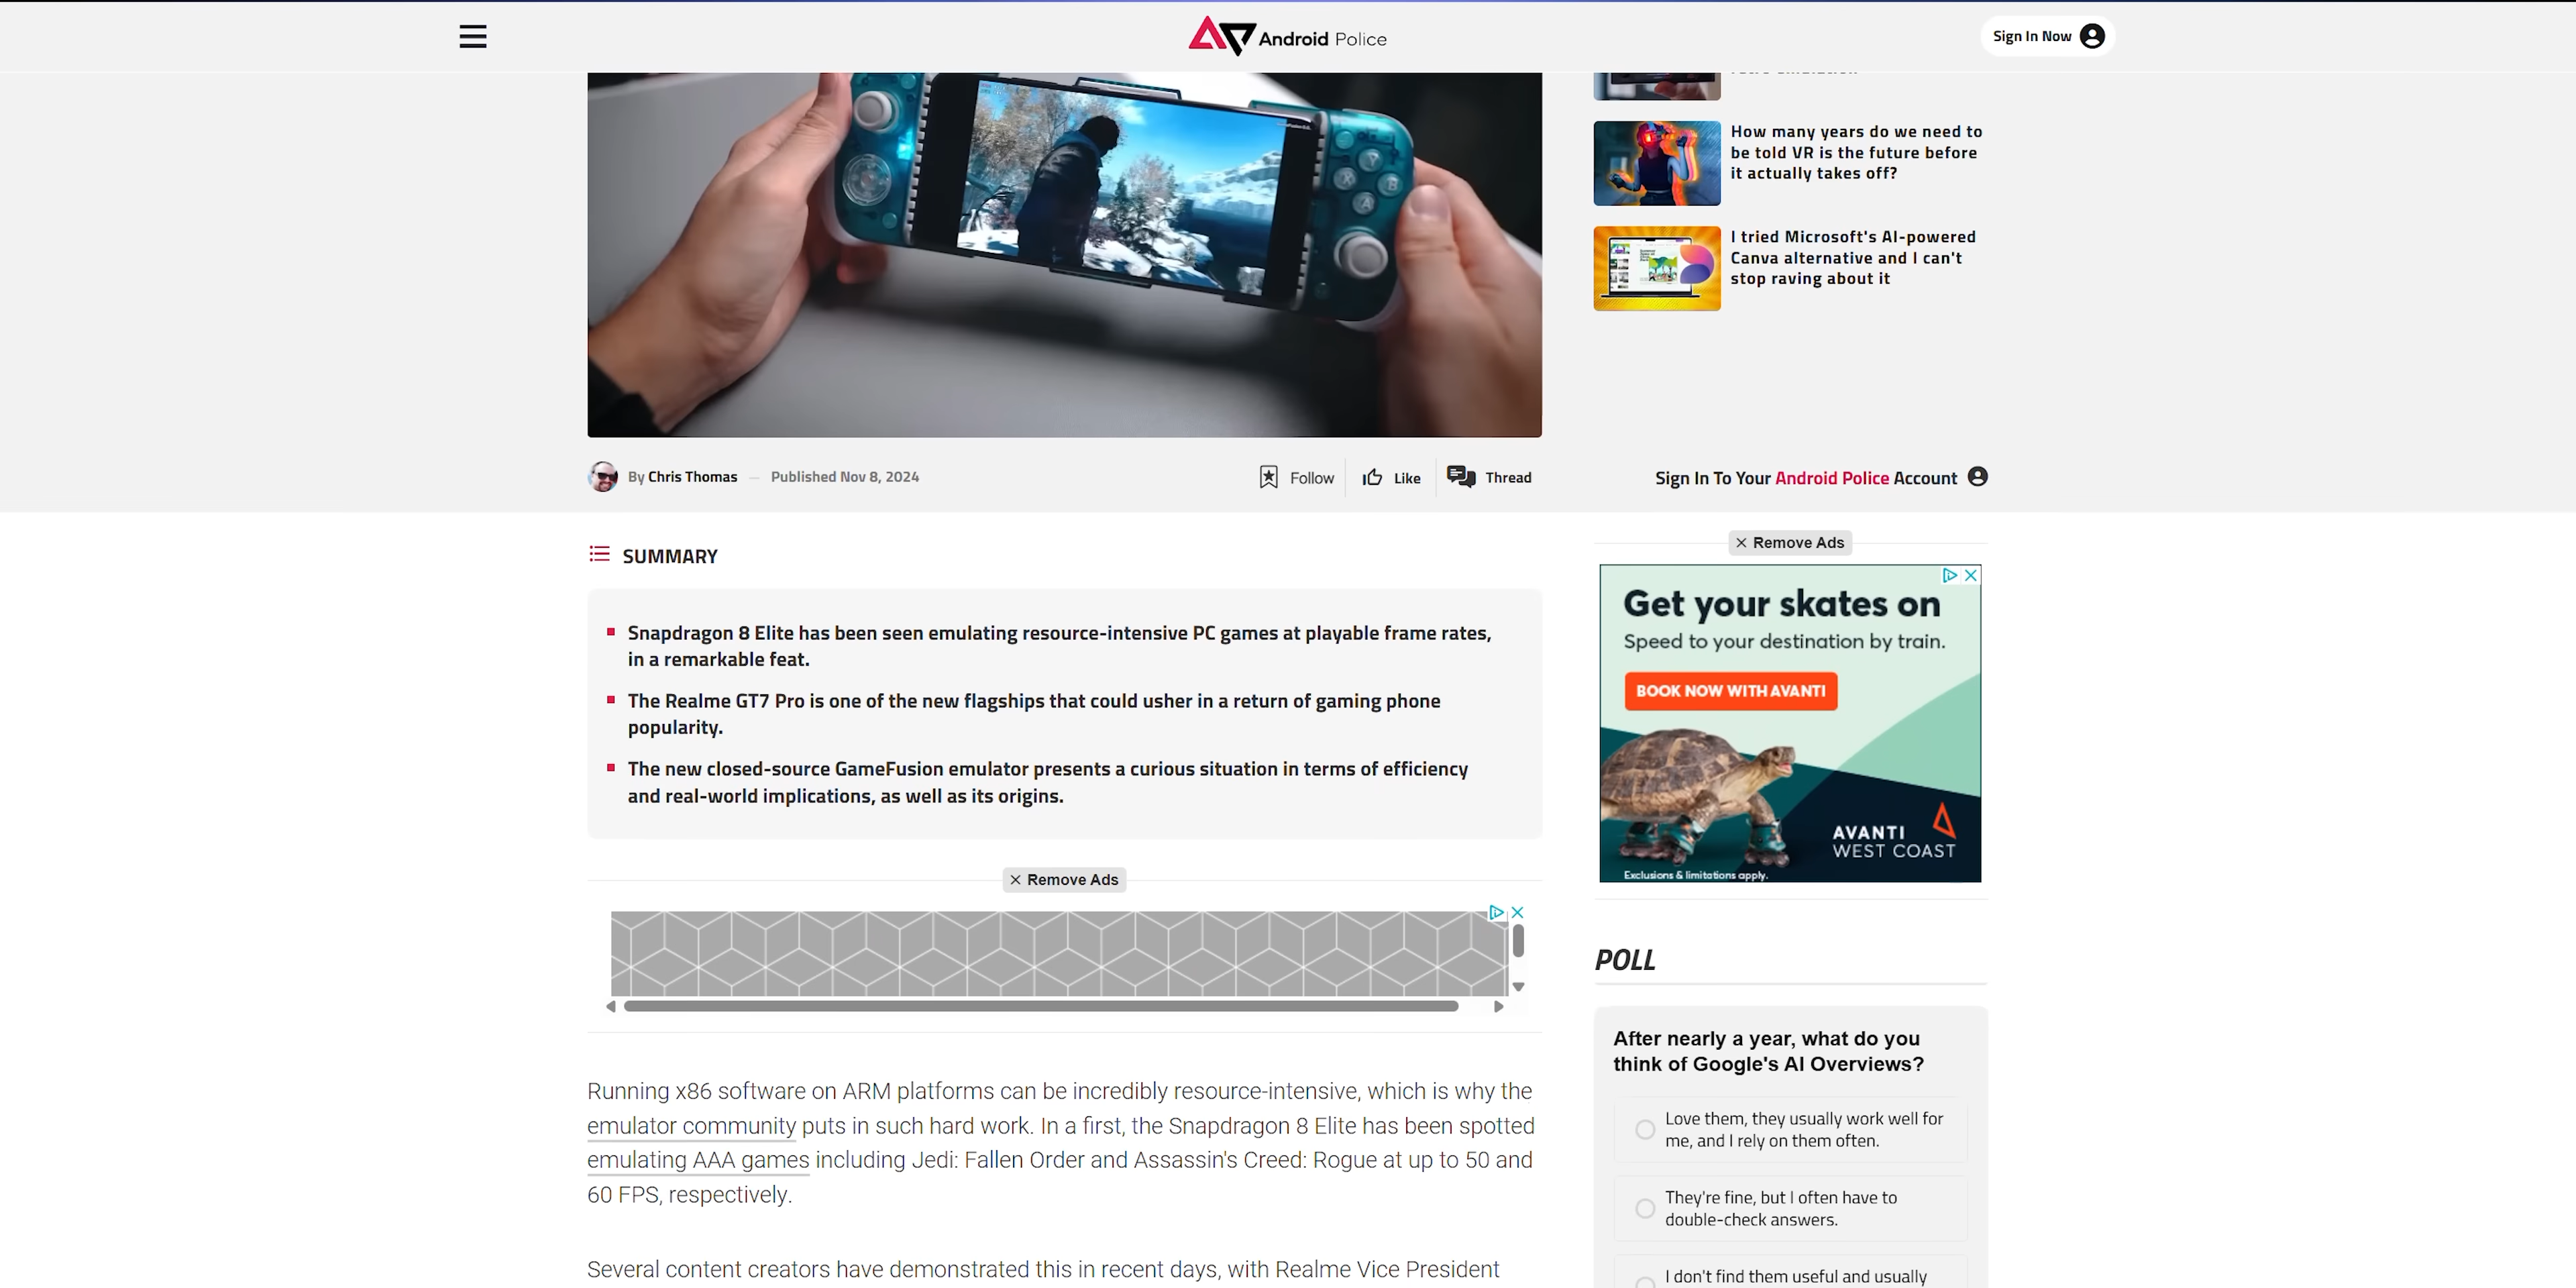 Android Police
Sign In Now
How many years do we need to
be told VR is the future before
it actually takes off?
I tried Microsoft's AI-powered
Canva alternative and I can't
stop raving about it
By Chris Thomas — Published Nov 8, 2024
Follow
Like
Thread
Sign In To Your Android Police Account
SUMMARY
Snapdragon 8 Elite has been seen emulating resource-intensive PC games at playable frame rates,
in a remarkable feat.
The Realme GT7 Pro is one of the new flagships that could usher in a return of gaming phone
popularity.
The new closed-source GameFusion emulator presents a curious situation in terms of efficiency
and real-world implications, as well as its origins.
× Remove Ads
Running x86 software on ARM platforms can be incredibly resource-intensive, which is why the
emulator community puts in such hard work. In a first, the Snapdragon 8 Elite has been spotted
emulating AAA games including Jedi: Fallen Order and Assassin's Creed: Rogue at up to 50 and
60 FPS, respectively.
Several content creators have demonstrated this in recent days, with Realme Vice President
× Remove Ads
Get your skates on
Speed to your destination by train.
BOOK NOW WITH AVANTI
AVANTI
WEST COAST
Exclusions & limitations apply.
POLL
After nearly a year, what do you
think of Google's AI Overviews?
Love them, they usually work well for
me, and I rely on them often.
They're fine, but I often have to
double-check answers.
I don't find them useful and usually